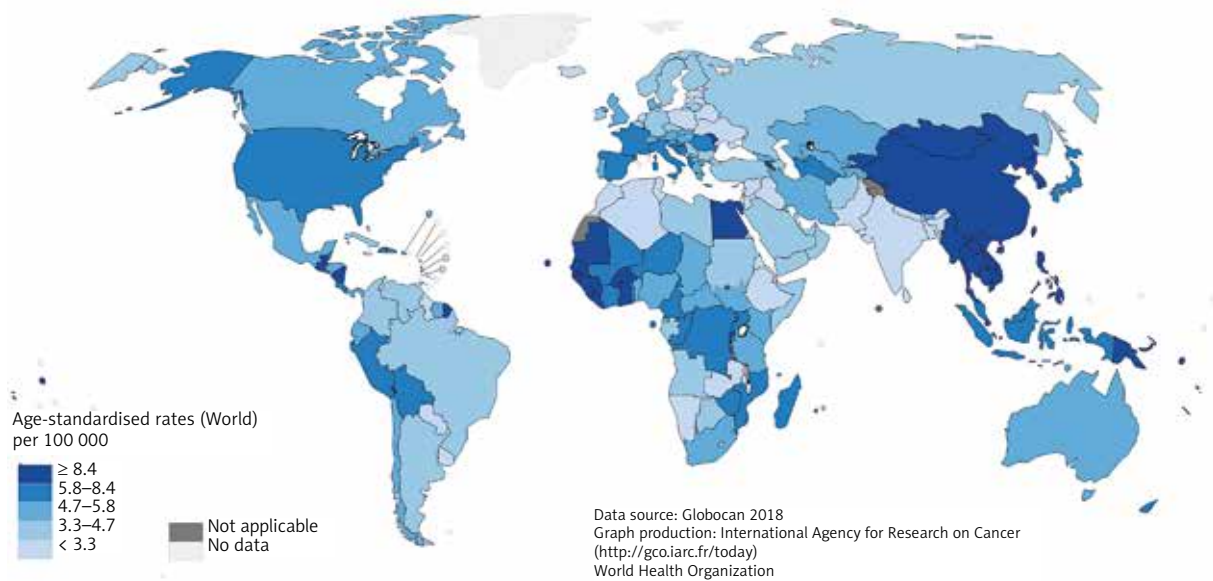 Age-standardised rates (World)
per 100 000
≥ 8.4
5.8–8.4
4.7–5.8
3.3–4.7
< 3.3
Not applicable
No data
Data source: Globocan 2018
Graph production: International Agency for Research on Cancer
(http://gco.iarc.fr/today)
World Health Organization